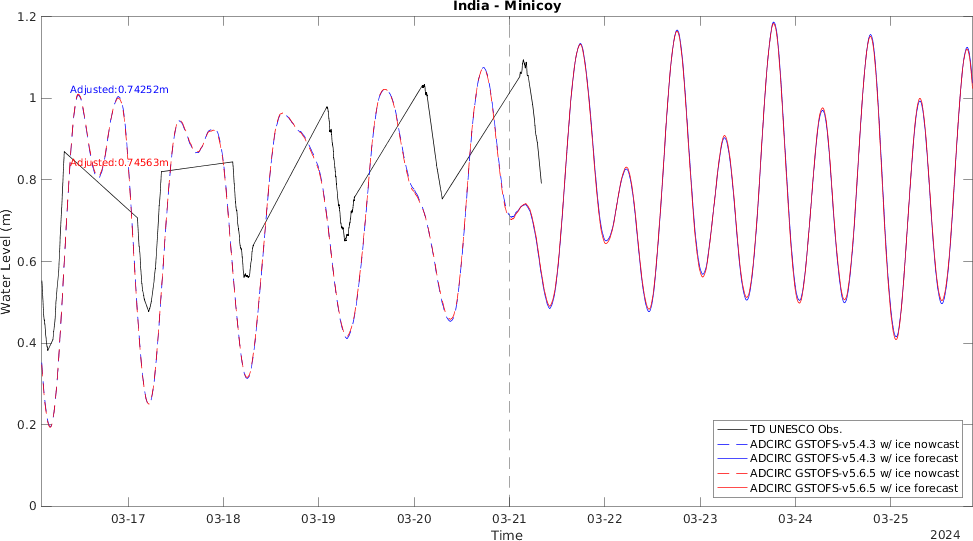 India - Minicoy
1.2
1
0.8
0.6
0.4
0.2
0
Water Level (m)
Adjusted:0.74252m
Adjusted:0.74563m
TD UNESCO Obs.
ADCIRC GSTOFS-v5.4.3 w/ ice nowcast
ADCIRC GSTOFS-v5.4.3 w/ ice forecast
ADCIRC GSTOFS-v5.6.5 w/ ice nowcast
ADCIRC GSTOFS-v5.6.5 w/ ice forecast
03-17 03-18 03-19 03-20 03-21 03-22 03-23 03-24 03-25
Time
2024